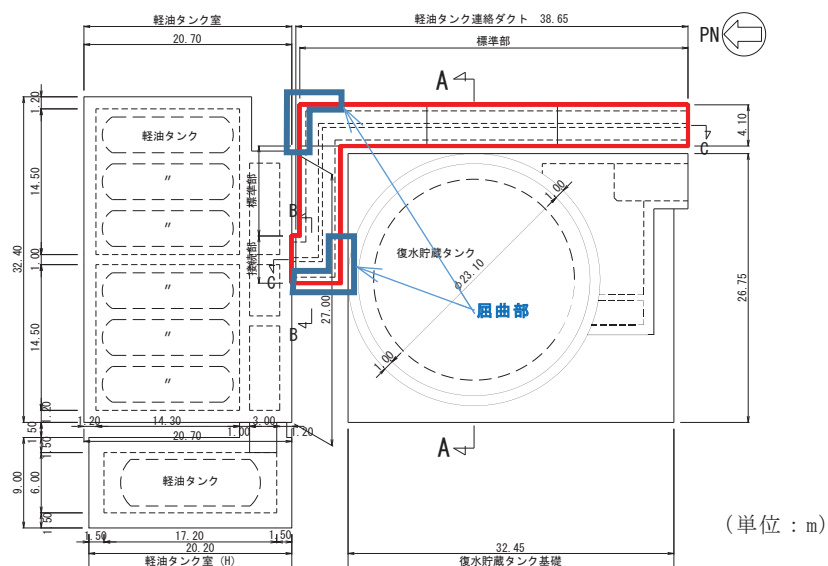 軽油タンク室
軽油タンク連絡ダクト 38.65
20.70
標準部
PN
A
1.20
軽油タンク
4.10
C
14.50
〃
1.00
標準部
〃
B
32.40
接続部
復水貯蔵タンク
1.00
C
φ23.10
26.75
〃
27.00
屈曲部
14.50
〃
B
〃
1.00
1.20
1.20
14.30
3.00
1.50
20.70
1.00
1.20
A
1.50
9.00
6.00
軽油タンク
(単位:m)
1.50
1.50
17.20
1.50
20.20
32.45
軽油タンク室(H)
復水貯蔵タンク基礎